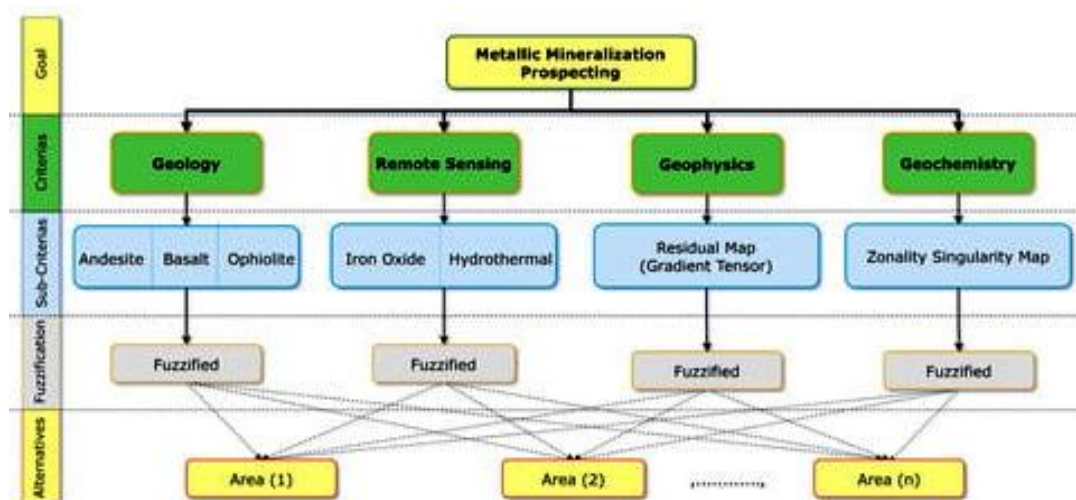 Goal
Metallic Mineralization
Prospecting
Criterias
Geology
Remote Sensing
Geophysics
Geochemistry
Sub-Criterias
Andesite
Basalt
Ophiolite
Iron Oxide
Hydrothermal
Residual Map
(Gradient Tensor)
Zonality Singularity Map
Fuzzification
Fuzzified
Fuzzified
Fuzzified
Fuzzified
Alternatives
Area (1)
Area (2)
Area (n)